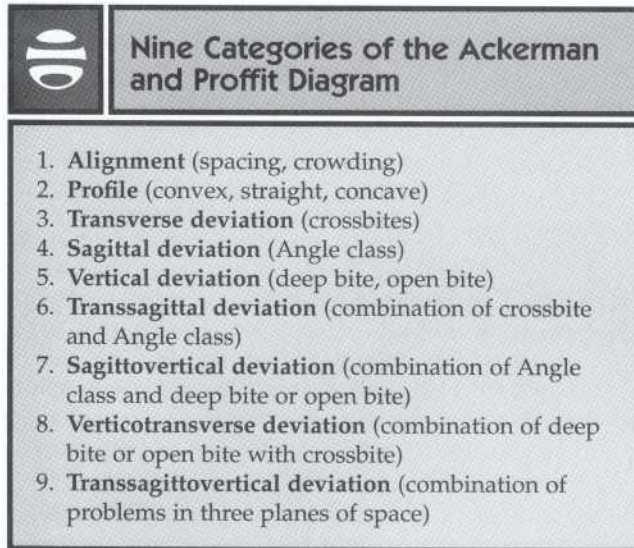 Nine Categories of the Ackerman
and Proffit Diagram
1. Alignment (spacing, crowding)
2. Profile (convex, straight, concave)
3. Transverse deviation (crossbites)
4. Sagittal deviation (Angle class)
5. Vertical deviation (deep bite, open bite)
6. Transsagittal deviation (combination of crossbite
and Angle class)
7. Sagittovertical deviation (combination of Angle
class and deep bite or open bite)
8. Verticotransverse deviation (combination of deep
bite or open bite with crossbite)
9. Transsagittovertical deviation (combination of
problems in three planes of space)